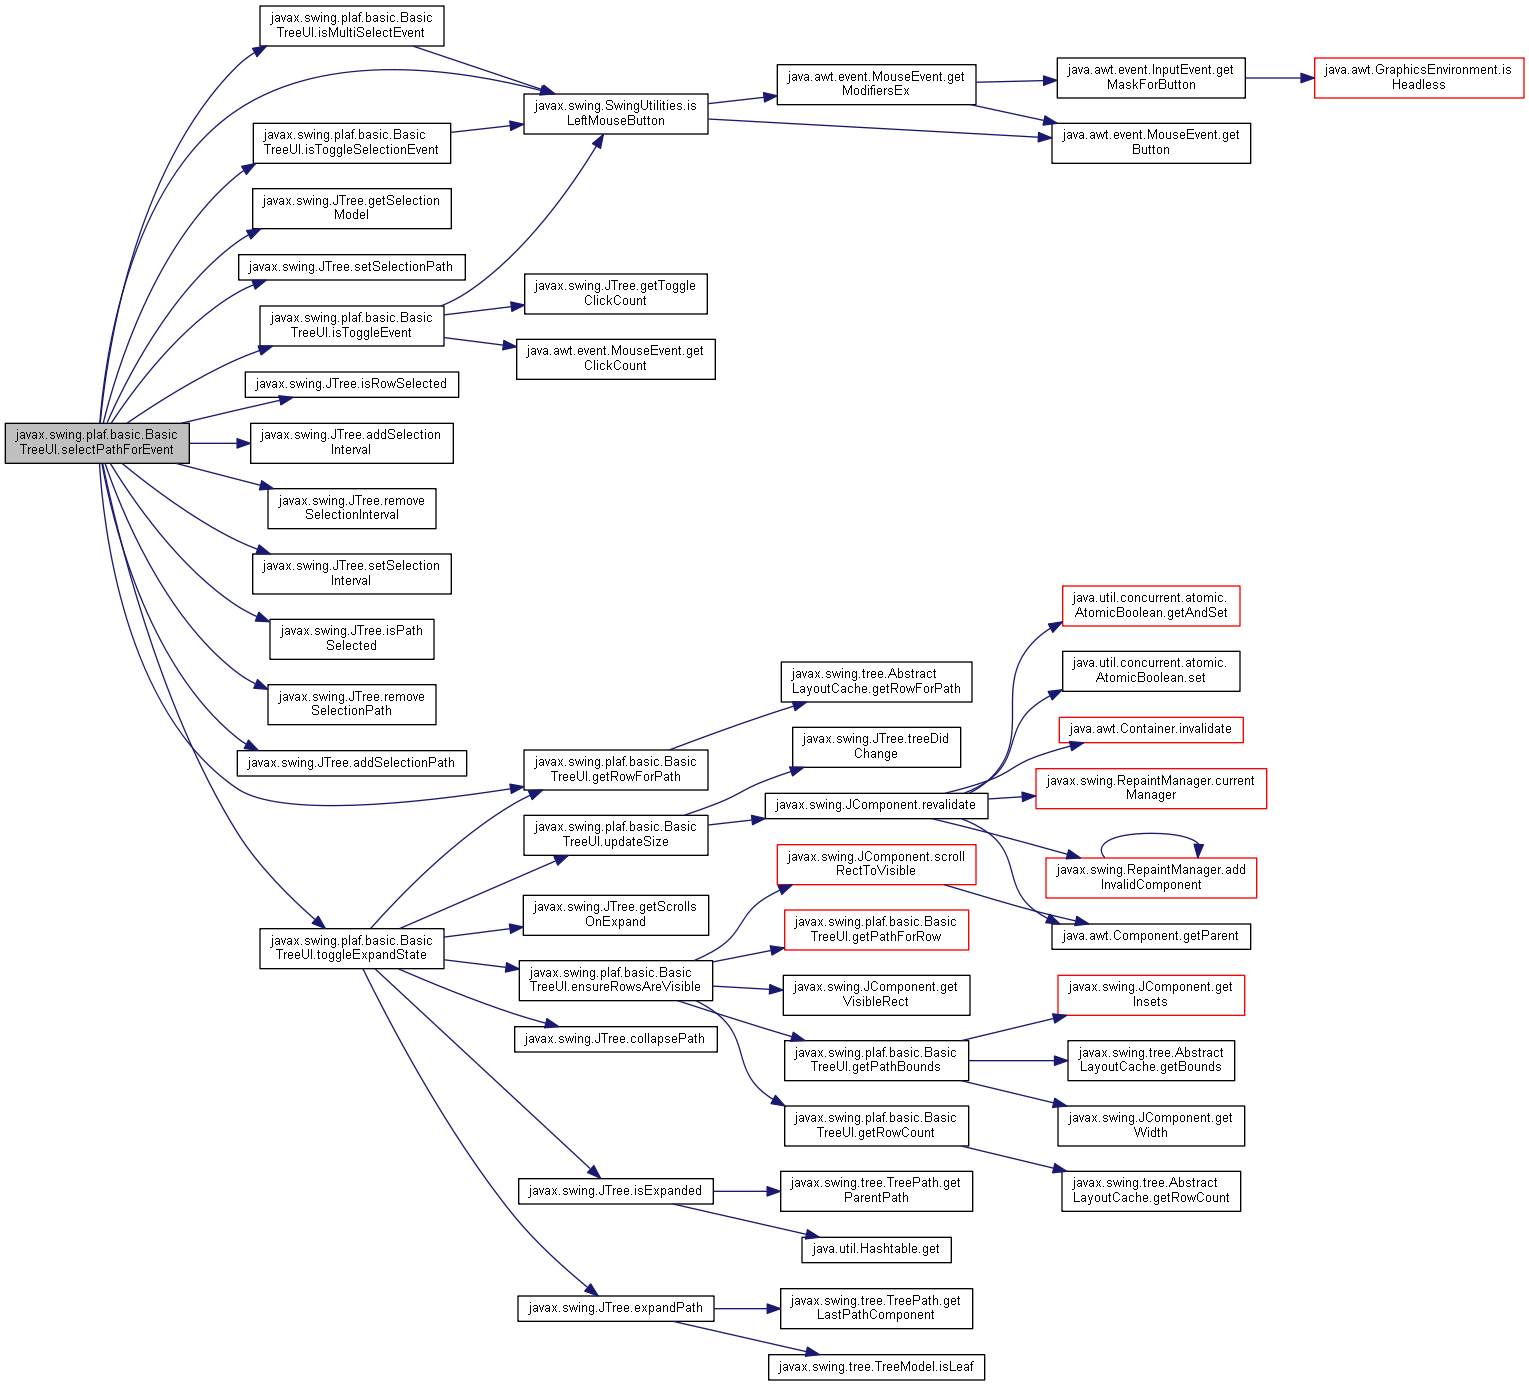 javax.swing.plaf.basic.Basic
TreeUI.selectPathForEvent
javax.swing.plaf.basic.Basic
TreeUI.isMultiSelectEvent
javax.swing.plaf.basic.Basic
TreeUI.isToggleSelectionEvent
javax.swing.JTree.getSelection
Model
javax.swing.JTree.setSelectionPath
javax.swing.plaf.basic.Basic
TreeUI.isToggleEvent
javax.swing.JTree.isRowSelected
javax.swing.JTree.addSelection
Interval
javax.swing.JTree.remove
SelectionInterval
javax.swing.JTree.setSelection
Interval
javax.swing.JTree.isPath
Selected
javax.swing.JTree.remove
SelectionPath
javax.swing.JTree.addSelectionPath
javax.swing.plaf.basic.Basic
TreeUI.toggleExpandState
javax.swing.SwingUtilities.is
LeftMouseButton
javax.swing.JTree.getToggle
ClickCount
java.awt.event.MouseEvent.get
ClickCount
javax.swing.plaf.basic.Basic
TreeUI.getRowForPath
javax.swing.plaf.basic.Basic
TreeUI.updateSize
javax.swing.JTree.getScrolls
OnExpand
javax.swing.plaf.basic.Basic
TreeUI.ensureRowsAreVisible
javax.swing.JTree.collapsePath
javax.swing.JTree.isExpanded
javax.swing.JTree.expandPath
java.awt.event.MouseEvent.get
ModifiersEx
javax.swing.tree.Abstract
LayoutCache.getRowForPath
javax.swing.JTree.treeDid
Change
javax.swing.JComponent.revalidate
javax.swing.JComponent.scroll
RectToVisible
javax.swing.plaf.basic.Basic
TreeUI.getPathForRow
javax.swing.JComponent.get
VisibleRect
javax.swing.plaf.basic.Basic
TreeUI.getPathBounds
javax.swing.plaf.basic.Basic
TreeUI.getRowCount
javax.swing.tree.TreePath.get
ParentPath
java.util.Hashtable.get
javax.swing.tree.TreePath.get
LastPathComponent
javax.swing.tree.TreeModel.isLeaf
java.awt.event.InputEvent.get
MaskForButton
java.awt.event.MouseEvent.get
Button
java.util.concurrent.atomic.
AtomicBoolean.getAndSet
java.util.concurrent.atomic.
AtomicBoolean.set
java.awt.Container.invalidate
javax.swing.RepaintManager.current
Manager
javax.swing.RepaintManager.add
InvalidComponent
java.awt.Component.getParent
javax.swing.JComponent.get
Insets
javax.swing.tree.Abstract
LayoutCache.getBounds
javax.swing.JComponent.get
Width
javax.swing.tree.Abstract
LayoutCache.getRowCount
java.awt.GraphicsEnvironment.is
Headless